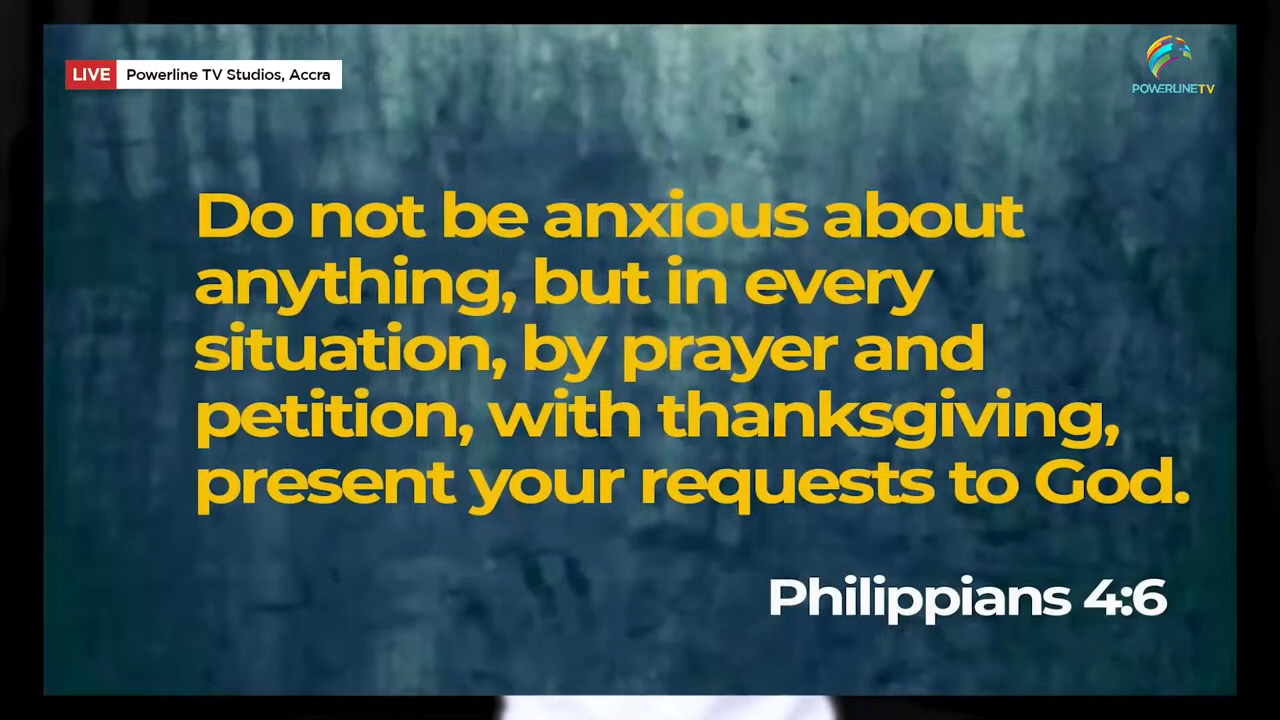 LIVE Powerline TV Studios, Accra
POWERLINETV
Do not be anxious about
anything, but in every
situation, by prayer and
petition, with thanksgiving,
present your requests to God.
Philippians 4:6